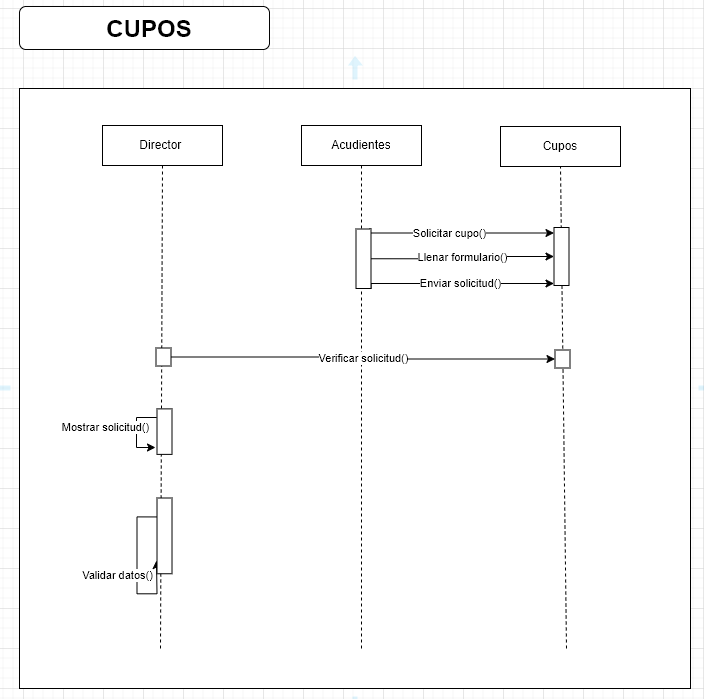 CUPOS
Director
Acudientes
Cupos
Solicitar cupo()
Llenar formulario()
Enviar solicitud()
Verificar solicitud()
Mostrar solicitud()
Validar datos()